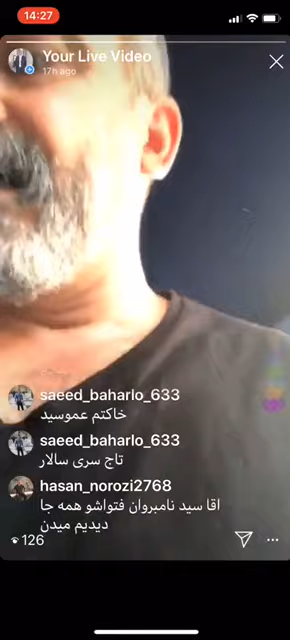 14:27
Your Live Video
17h ago
saeed_baharlo_633
خاکتم عموسید
saeed_baharlo_633
تاج سری سالار
hasan_norozi2768
اقا سید نامبروان فتواشو همه جا
دیدیم میدن
126